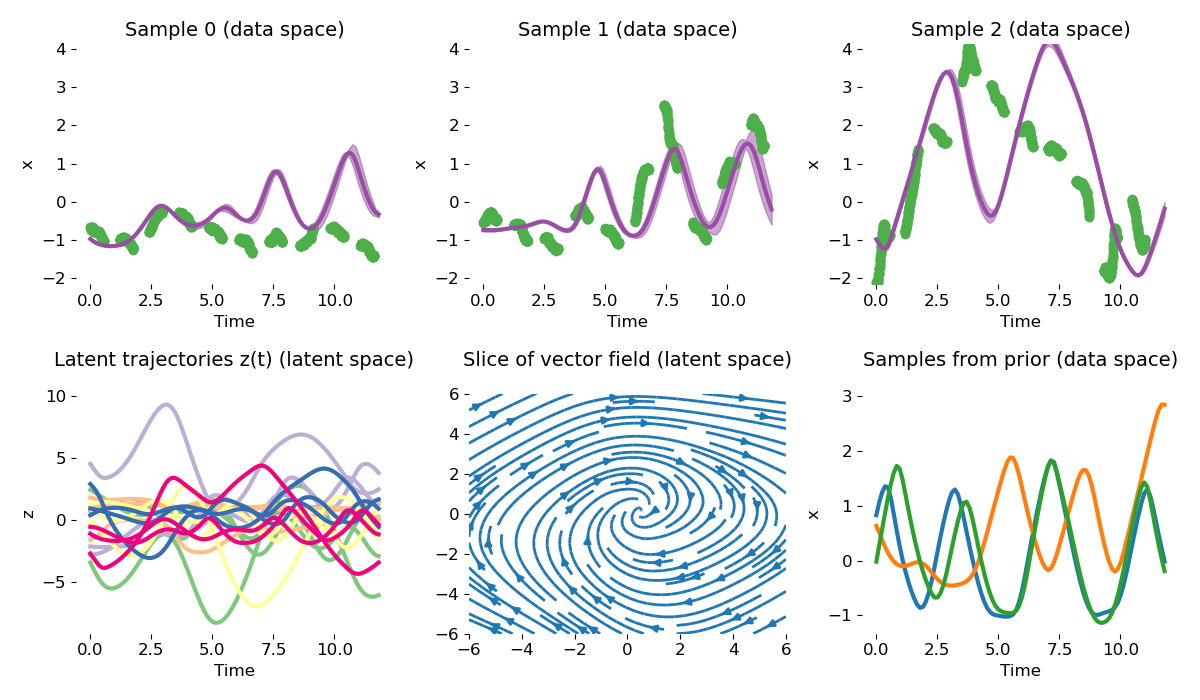 Sample 0 (data space)
Sample 1 (data space)
Sample 2 (data space)
4
3
2
1
0
−1
−2
x
0.0 2.5 5.0 7.5 10.0
Time
4
3
2
1
0
−1
−2
x
0.0 2.5 5.0 7.5 10.0
Time
4
3
2
1
0
−1
−2
x
0.0 2.5 5.0 7.5 10.0
Time
Latent trajectories z(t) (latent space)
Slice of vector field (latent space)
Samples from prior (data space)
10
5
0
−5
z
0.0 2.5 5.0 7.5 10.0
Time
6
4
2
0
−2
−4
−6
−6 −4 −2 0 2 4 6
3
2
1
0
−1
x
0.0 2.5 5.0 7.5 10.0
Time